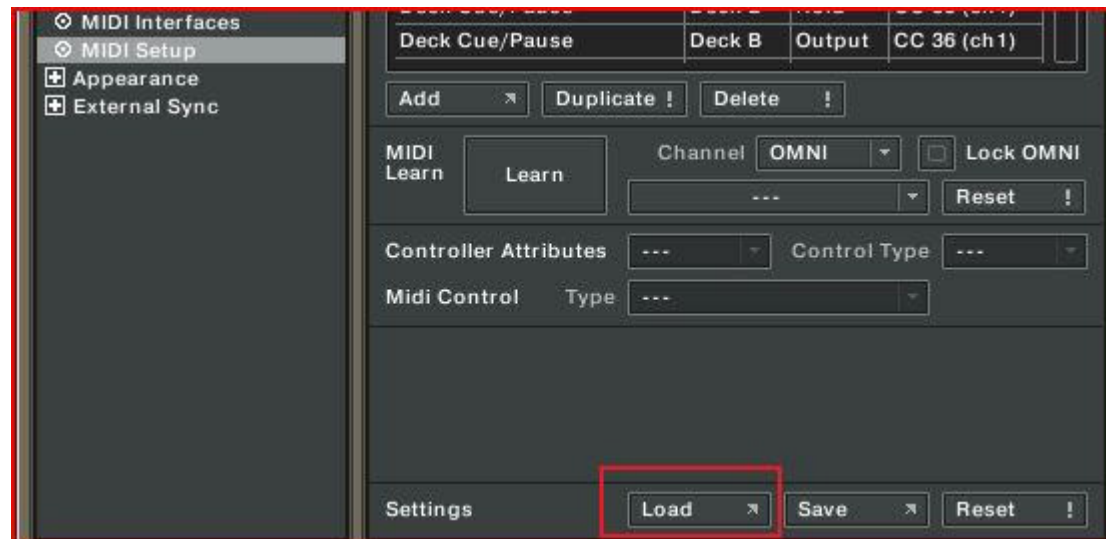 MIDI Interfaces
MIDI Setup
Appearance
External Sync
Deck Cue/Pause Deck B Output CC 36 (ch1)
Add Duplicate ! Delete !
MIDI Learn
Learn
Channel OMNI Lock OMNI
--- Reset !
Controller Attributes --- Control Type ---
Midi Control Type ---
Settings Load Save Reset !